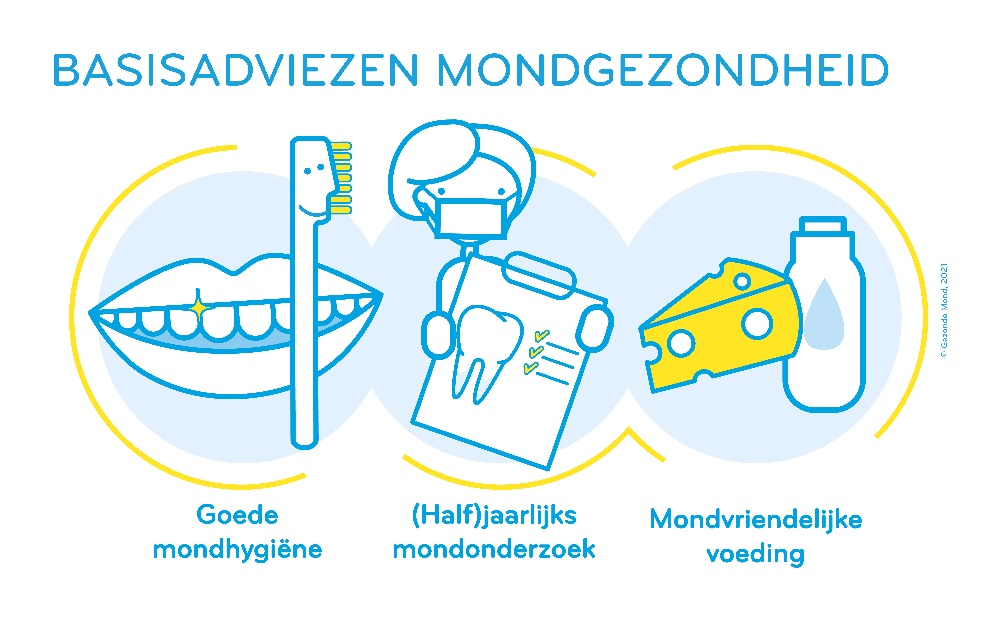 BASISADVIEZEN MONDGEZONDHEID
Goede
mondhygiëne
(Half)jaarlijks
mondonderzoek
Mondvriendelijke
voeding
© Gezonde Mond, 2021